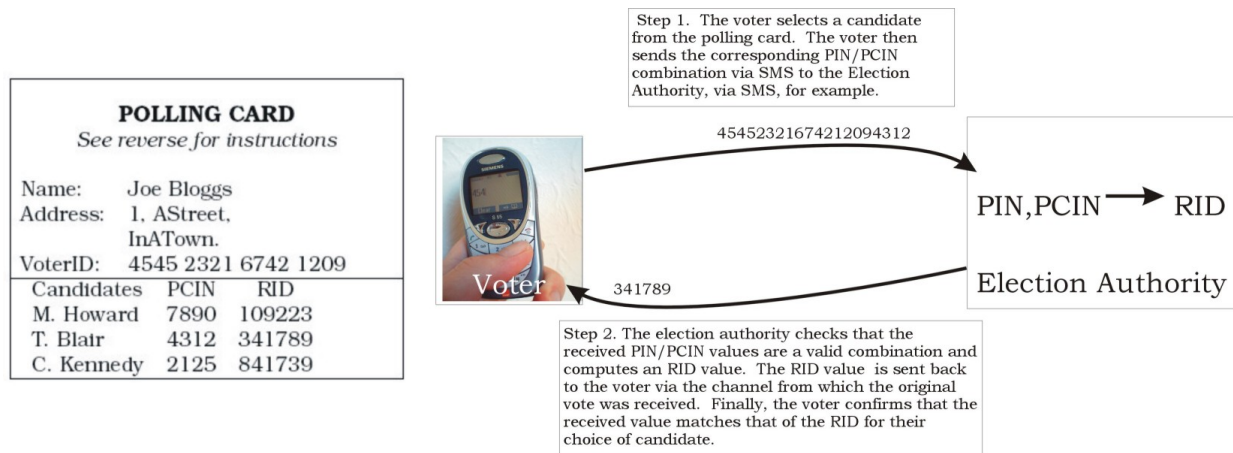 POLLING CARD
See reverse for instructions
Name: Joe Bloggs
Address: 1, AStreet,
InATown.
VoterID: 4545 2321 6742 1209
Candidates PCIN RID
M. Howard 7890 109223
T. Blair 4312 341789
C. Kennedy 2125 841739
Step 1. The voter selects a candidate
from the polling card. The voter then
sends the corresponding PIN/PCIN
combination via SMS to the Election
Authority, via SMS, for example.
45452321674212094312
SIEMENS
Voter
PIN,PCIN RID
Election Authority
341789
Step 2. The election authority checks that the
received PIN/PCIN values are a valid combination and
computes an RID value. The RID value is sent back
to the voter via the channel from which the original
vote was received. Finally, the voter confirms that the
received value matches that of the RID for their
choice of candidate.